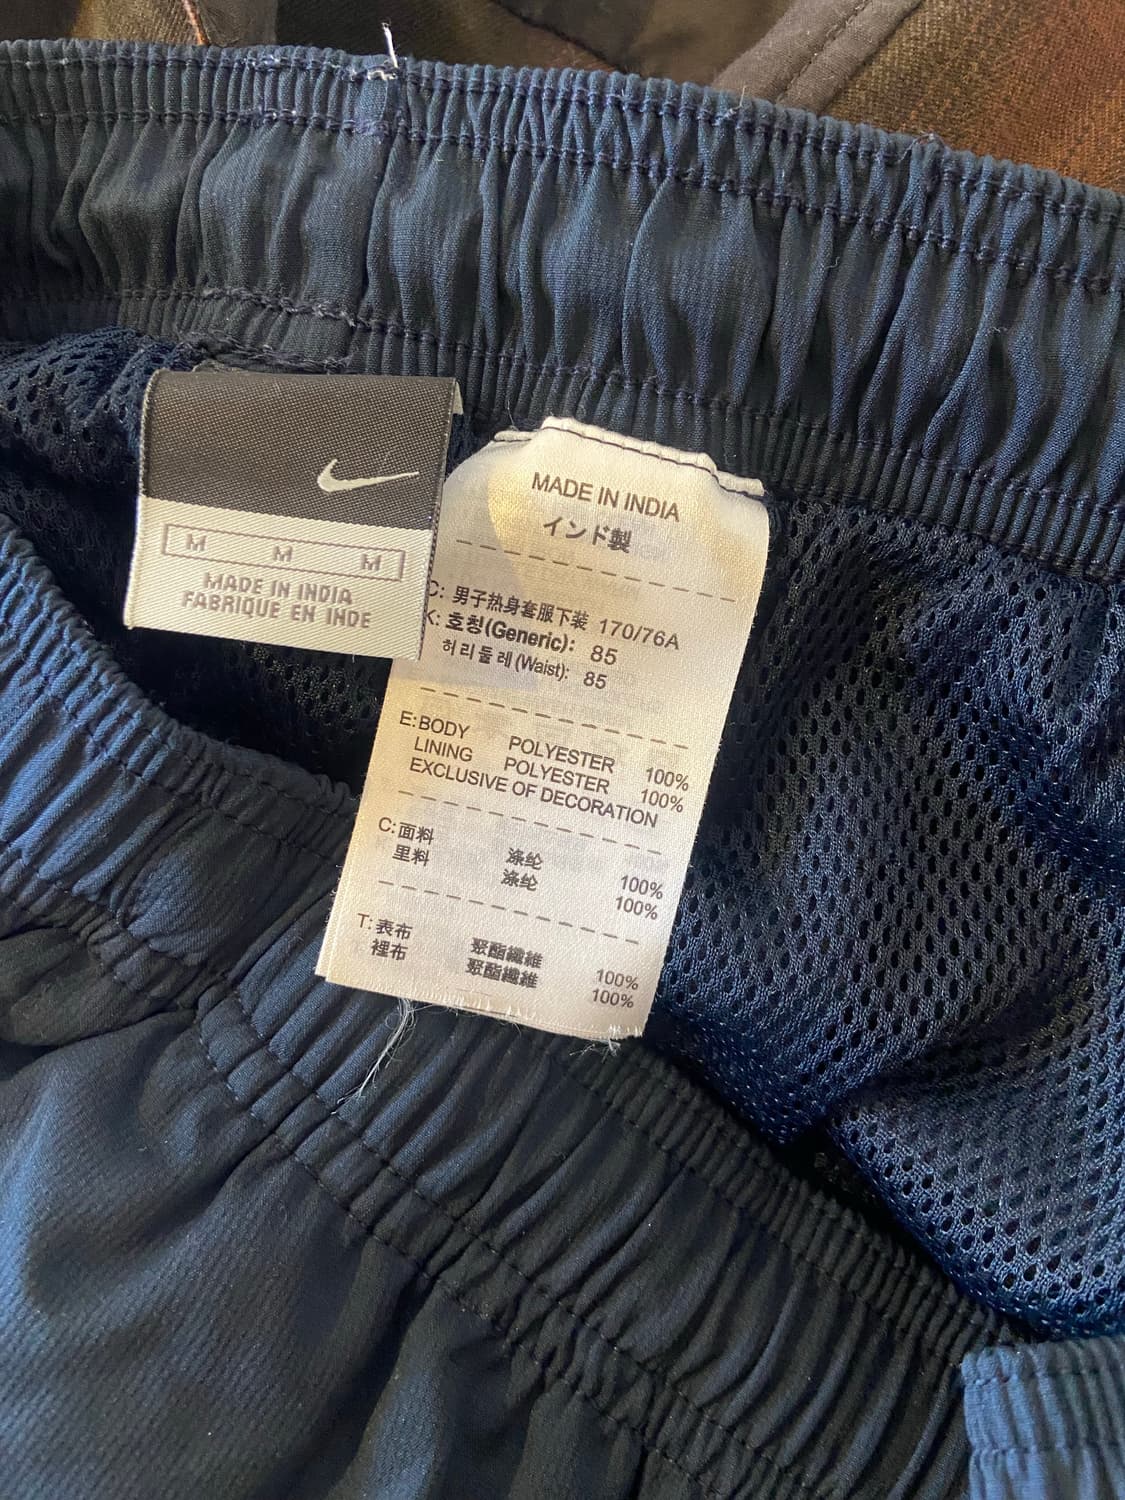 M M M
MADE IN INDIA
FABRIQUE EN INDE
MADE IN INDIA
インド製
C: 男子热身套服下装 170/76A
K: 호칭(Generic): 85
허리둘레(Waist): 85
E: BODY POLYESTER 100%
LINING POLYESTER 100%
EXCLUSIVE OF DECORATION
C: 面料 涤纶 100%
里料 涤纶 100%
T: 表布 聚酯纖維 100%
裡布 聚酯纖維 100%